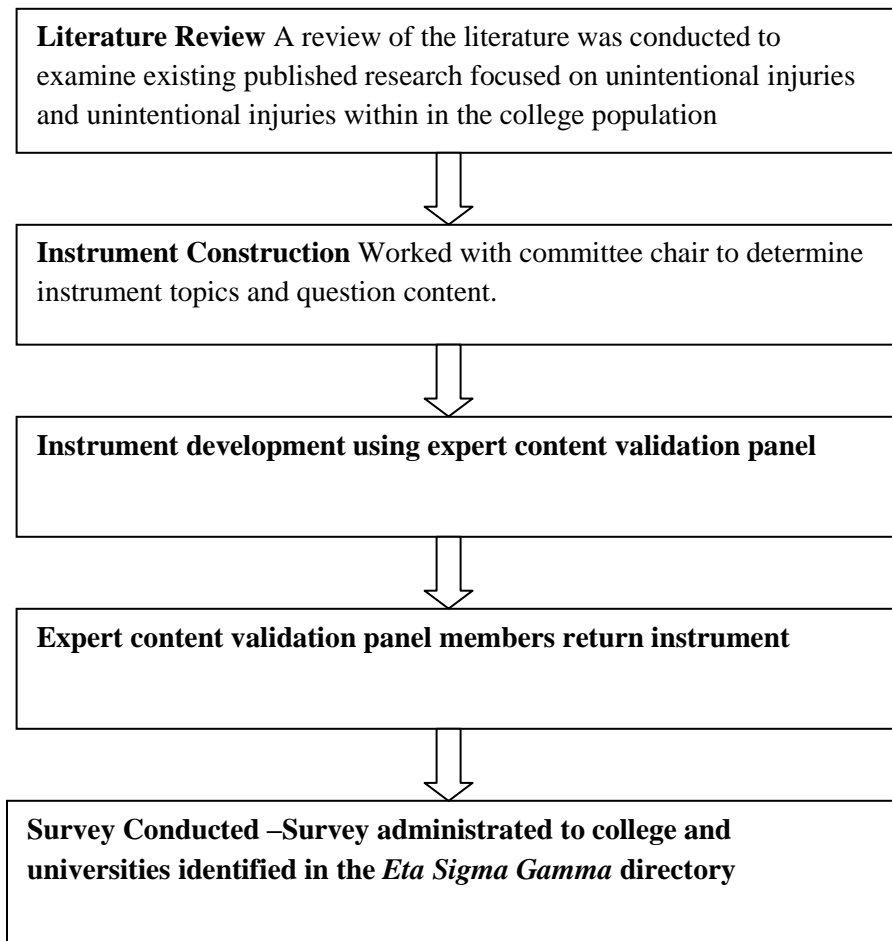 Literature Review A review of the literature was conducted to
examine existing published research focused on unintentional injuries
and unintentional injuries within in the college population
Instrument Construction Worked with committee chair to determine
instrument topics and question content.
Instrument development using expert content validation panel
Expert content validation panel members return instrument
Survey Conducted –Survey administrated to college and
universities identified in the Eta Sigma Gamma directory